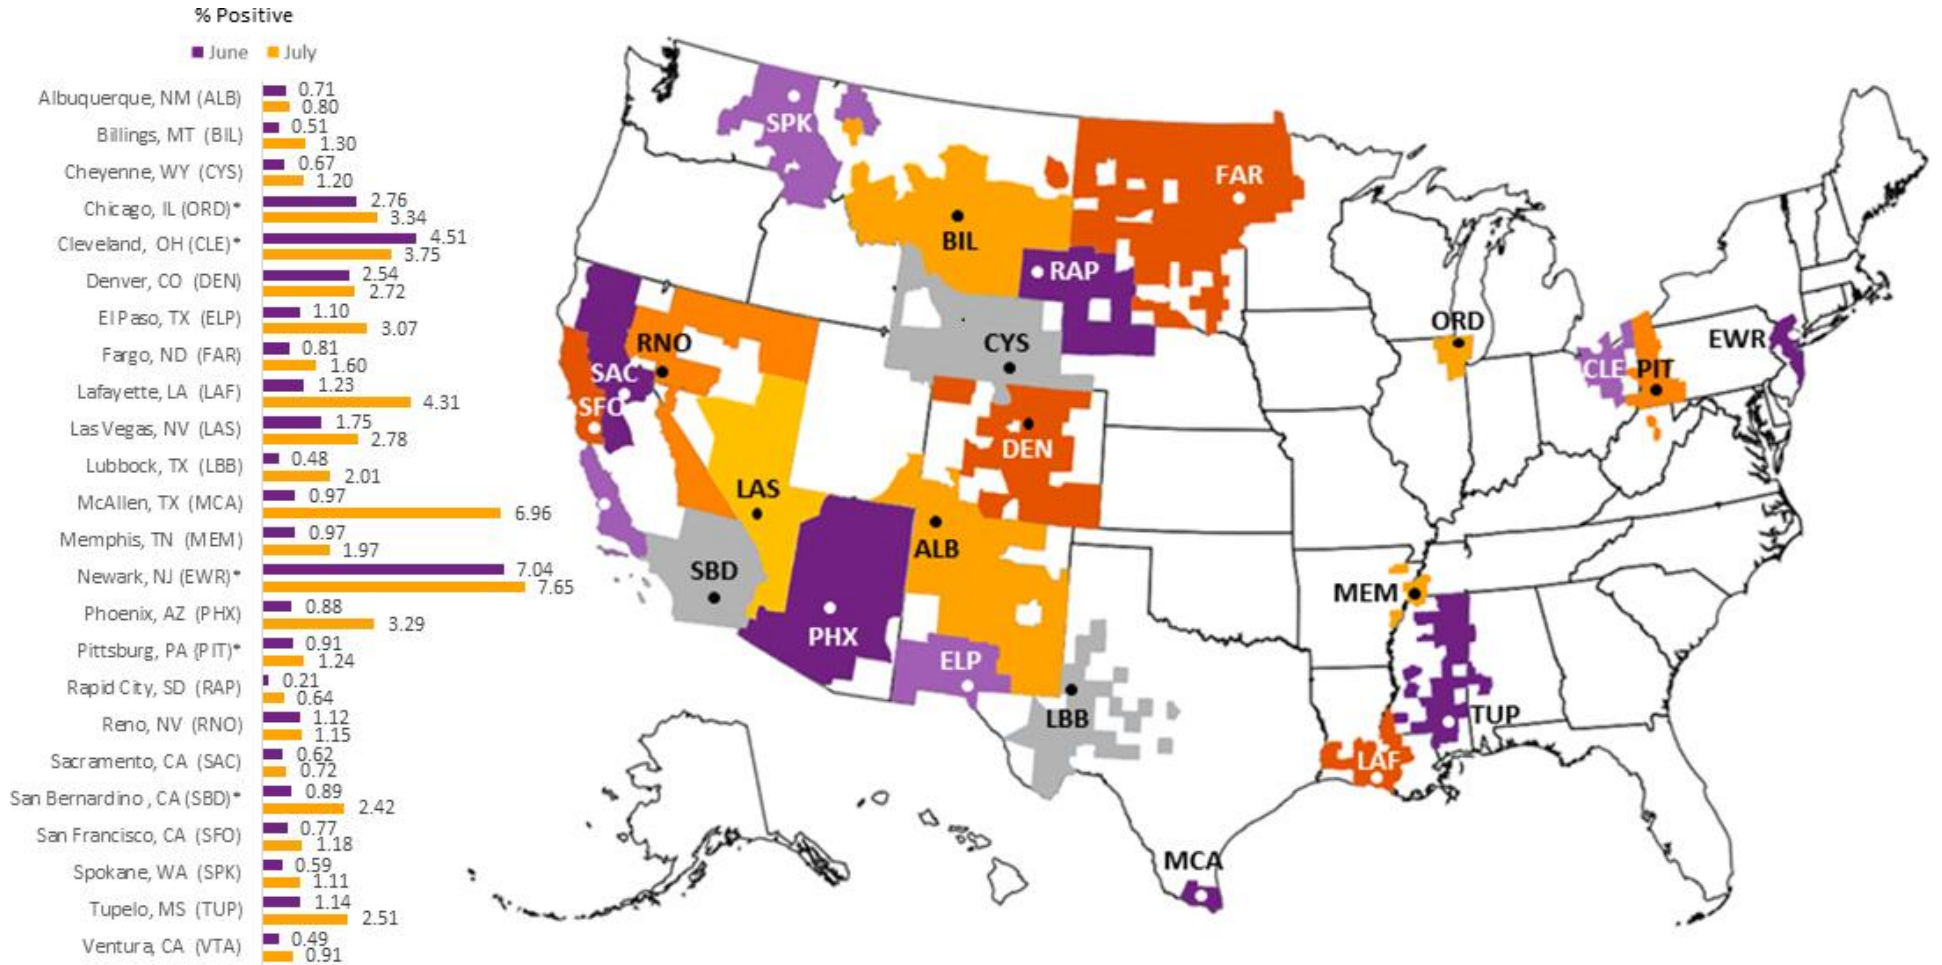 % Positive
June July
Albuquerque, NM (ALB) 0.71 0.80
Billings, MT (BIL) 0.51 1.30
Cheyenne, WY (CYS) 0.67 1.20
Chicago, IL (ORD)* 2.76 3.34
Cleveland, OH (CLE)* 4.51 3.75
Denver, CO (DEN) 2.54 2.72
El Paso, TX (ELP) 1.10 3.07
Fargo, ND (FAR) 0.81 1.60
Lafayette, LA (LAF) 1.23 4.31
Las Vegas, NV (LAS) 1.75 2.78
Lubbock, TX (LBB) 0.48 2.01
McAllen, TX (MCA) 0.97 6.96
Memphis, TN (MEM) 0.97 1.97
Newark, NJ (EWR)* 7.04 7.65
Phoenix, AZ (PHX) 0.88 3.29
Pittsburg, PA (PIT)* 0.91 1.24
Rapid City, SD (RAP) 0.21 0.64
Reno, NV (RNO) 1.12 1.15
Sacramento, CA (SAC) 0.62 0.72
San Bernardino, CA (SBD)* 0.89 2.42
San Francisco, CA (SFO) 0.77 1.18
Spokane, WA (SPK) 0.59 1.11
Tupelo, MS (TUP) 1.14 2.51
Ventura, CA (VTA) 0.49 0.91
SPK
FAR
BIL
RAP
ORD
RNO
CYS
EWR
SAC
CLE
PIT
SFO
DEN
LAS
ALB
SBD
MEM
PHX
ELP
LBB
TUP
LAF
MCA